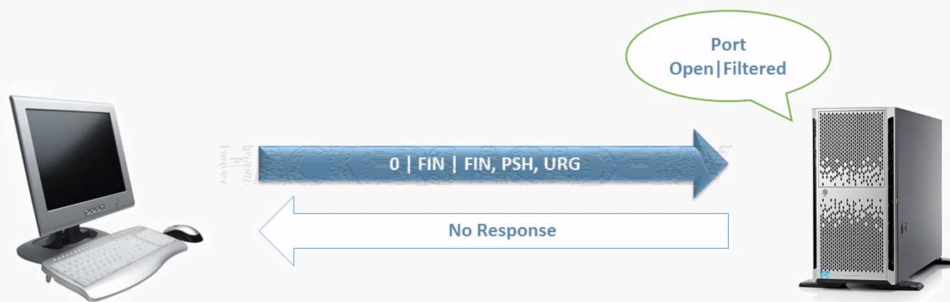 Port
Open|Filtered
0 | FIN | FIN, PSH, URG
No Response